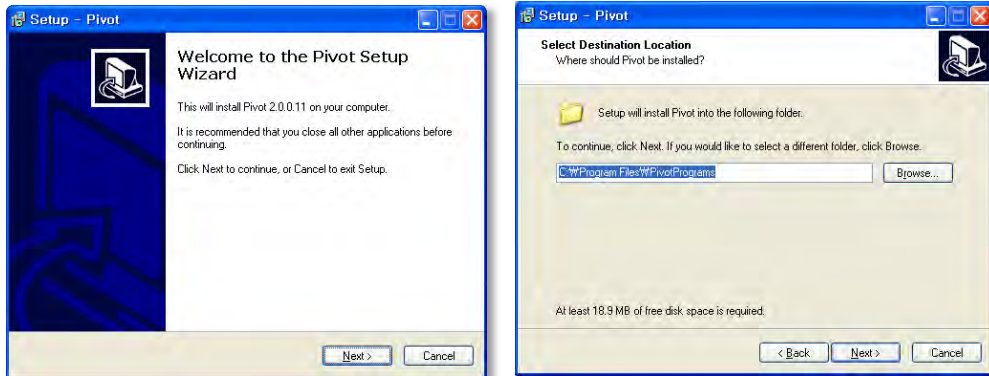 Setup - Pivot
Welcome to the Pivot Setup
Wizard
This will install Pivot 2.0.0.11 on your computer.
It is recommended that you close all other applications before
continuing.
Click Next to continue, or Cancel to exit Setup.
Next >
Cancel
Setup - Pivot
Select Destination Location
Where should Pivot be installed?
Setup will install Pivot into the following folder.
To continue, click Next. If you would like to select a different folder, click Browse.
C:₩Program Files₩PivotPrograms
Browse...
At least 18.9 MB of free disk space is required.
< Back
Next >
Cancel